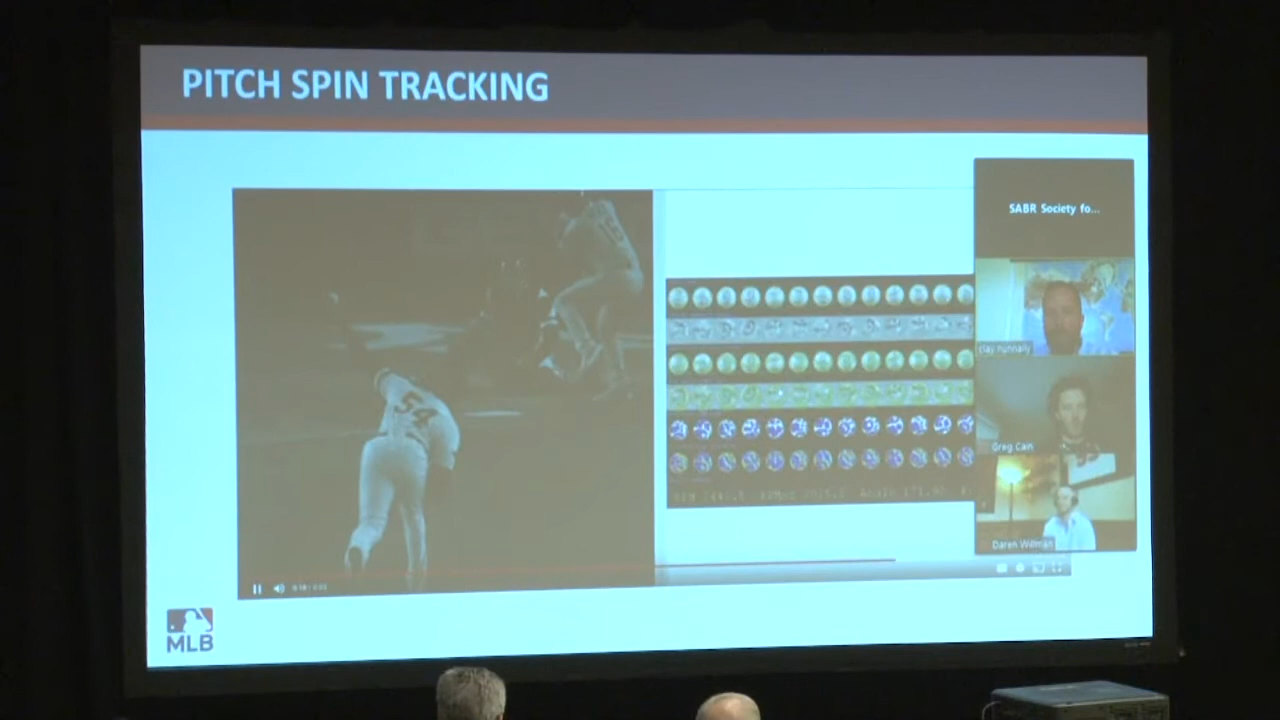 PITCH SPIN TRACKING
SABR Society fo...
clay nunnally
Greg Cain
Daren Willman
54
MLB